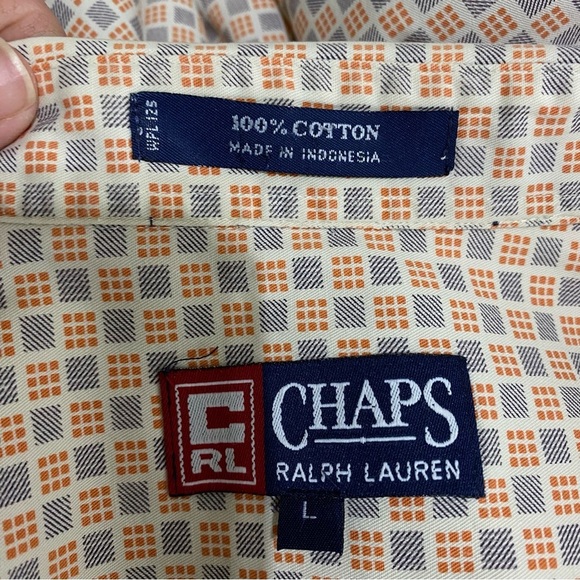 WPL 125
100% COTTON
MADE IN INDONESIA
C
RL
CHAPS
RALPH LAUREN
L